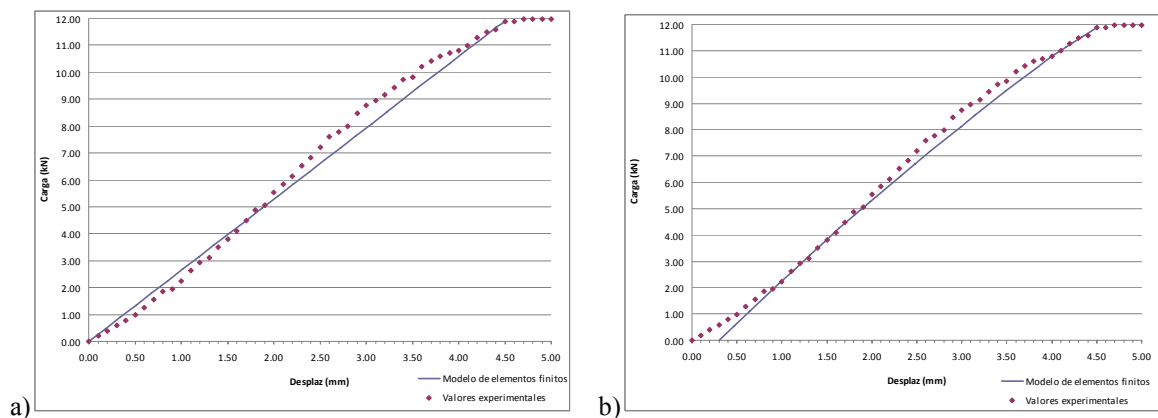 12.00
11.00
10.00
9.00
8.00
7.00
6.00
5.00
4.00
3.00
2.00
1.00
0.00
Carga (kN)
0.00 0.50 1.00 1.50 2.00 2.50 3.00 3.50 4.00 4.50 5.00
Desplaz (mm)
Modelo de elementos finitos
Valores experimentales
a)
12.00
11.00
10.00
9.00
8.00
7.00
6.00
5.00
4.00
3.00
2.00
1.00
0.00
Carga (kN)
0.00 0.50 1.00 1.50 2.00 2.50 3.00 3.50 4.00 4.50 5.00
Desplaz (mm)
Modelo de elementos finitos
Valores experimentales
b)